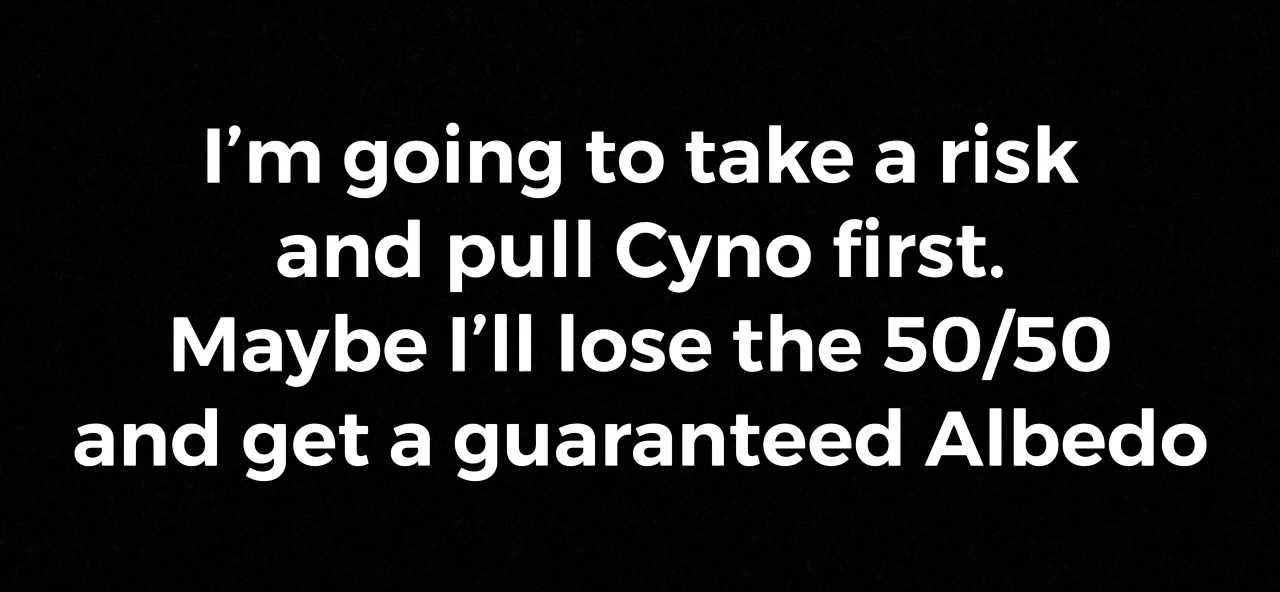 I’m going to take a risk
and pull Cyno first.
Maybe I’ll lose the 50/50
and get a guaranteed Albedo